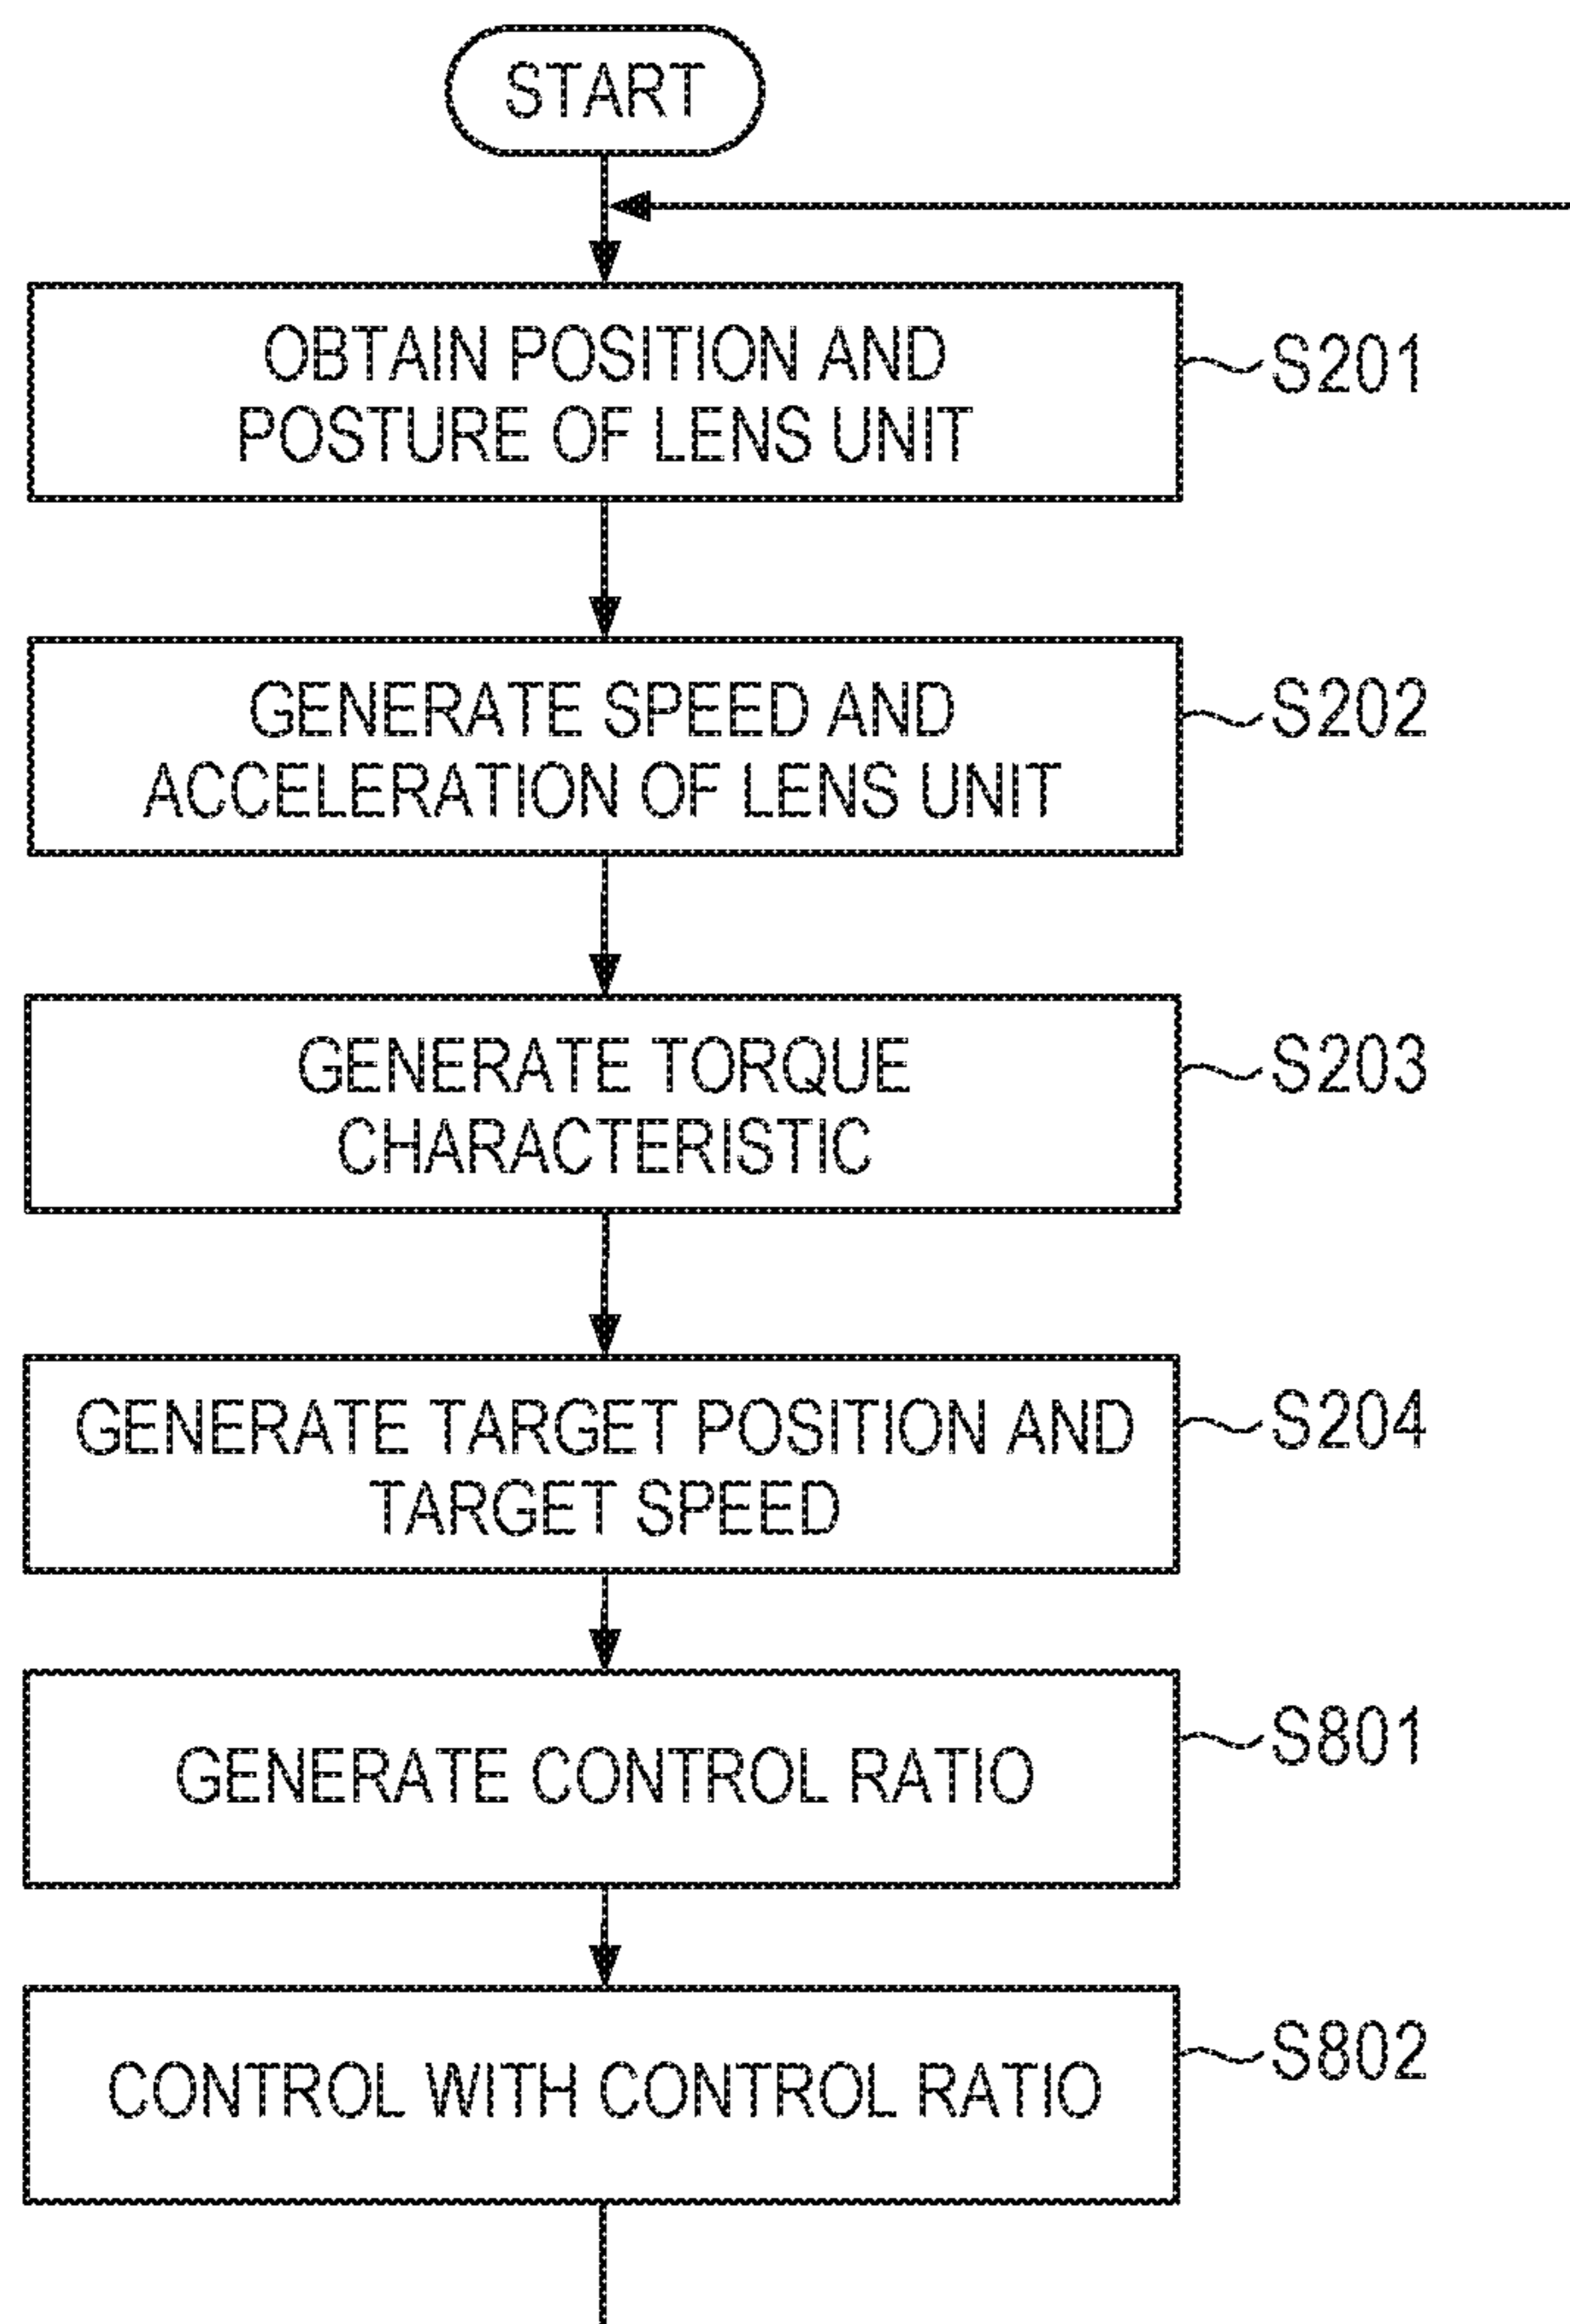 START
OBTAIN POSITION AND
POSTURE OF LENS UNIT
S201
GENERATE SPEED AND
ACCELERATION OF LENS UNIT
S202
GENERATE TORQUE
CHARACTERISTIC
S203
GENERATE TARGET POSITION AND
TARGET SPEED
S204
GENERATE CONTROL RATIO
S801
CONTROL WITH CONTROL RATIO
S802